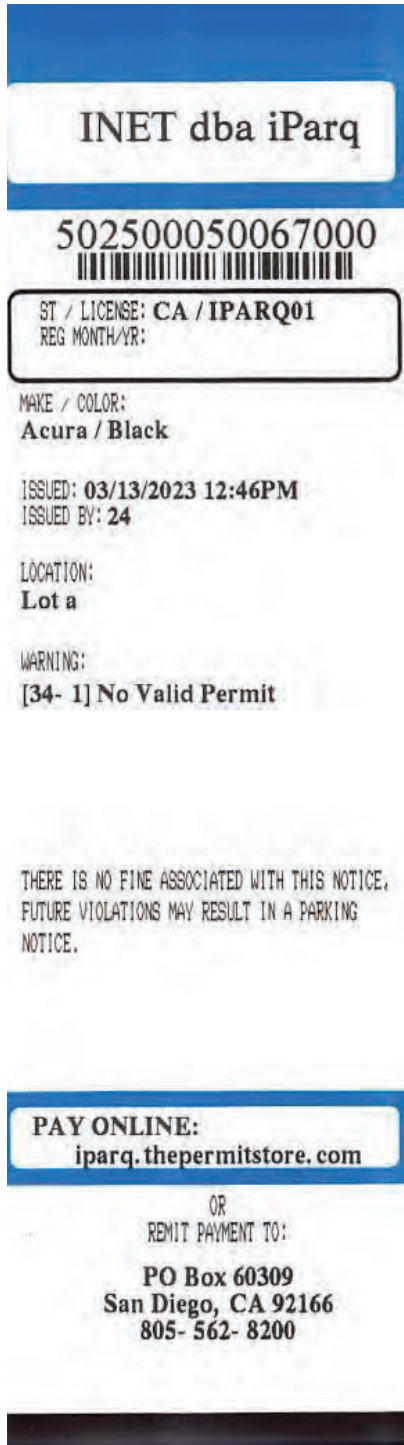 INET dba iParq
502500050067000
ST / LICENSE: CA / IPARQ01
REG MONTH/YR:
MAKE / COLOR:
Acura / Black
ISSUED: 03/13/2023 12:46PM
ISSUED BY: 24
LOCATION:
Lot a
WARNING:
[34- 1] No Valid Permit
THERE IS NO FINE ASSOCIATED WITH THIS NOTICE,
FUTURE VIOLATIONS MAY RESULT IN A PARKING
NOTICE.
PAY ONLINE:
iparq. thepermitstore. com
OR
REMIT PAYMENT TO:
PO Box 60309
San Diego, CA 92166
805- 562- 8200